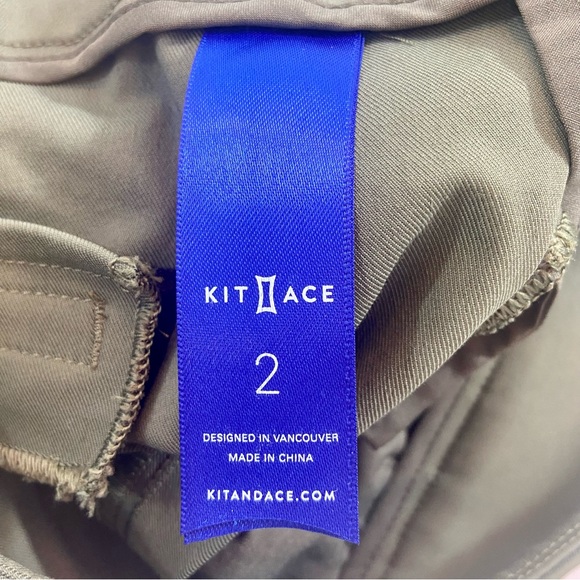 KIT ACE
2
DESIGNED IN VANCOUVER
MADE IN CHINA
KITANDACE.COM